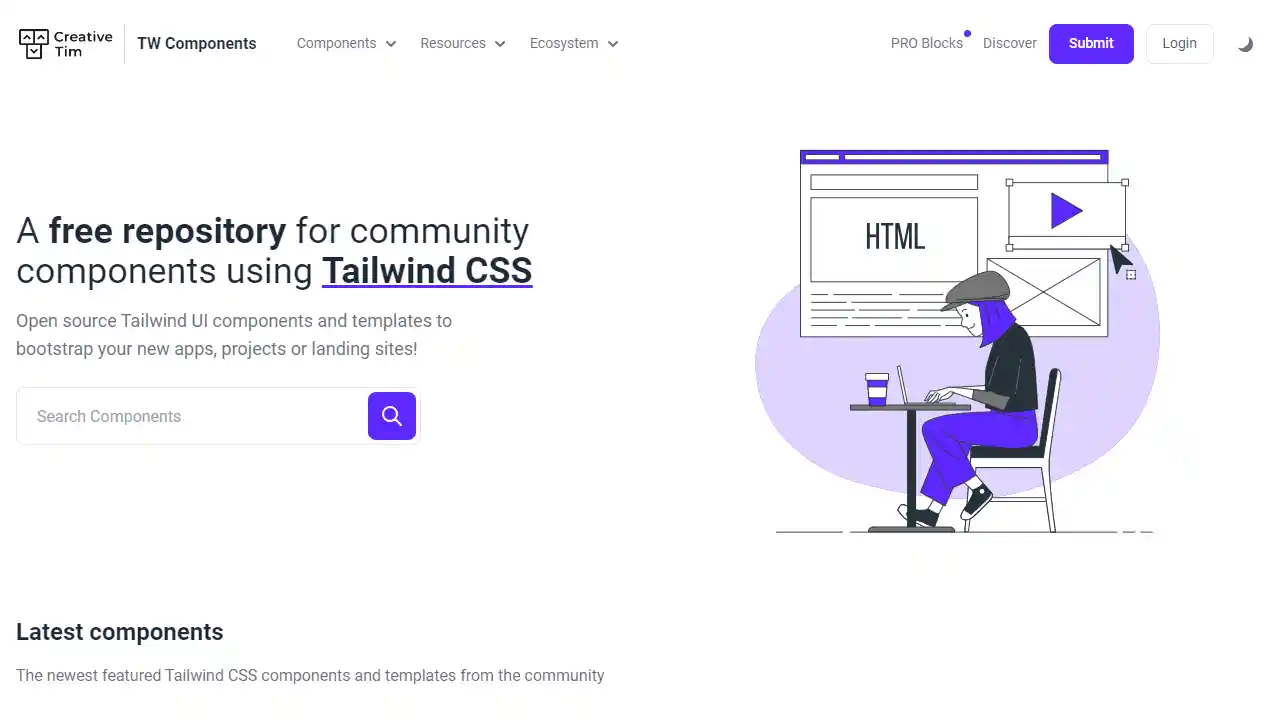 Creative Tim
TW Components
Components
Resources
Ecosystem
PRO Blocks
Discover
Submit
Login
A free repository for community
components using Tailwind CSS
Open source Tailwind UI components and templates to
bootstrap your new apps, projects or landing sites!
Search Components
HTML
Latest components
The newest featured Tailwind CSS components and templates from the community